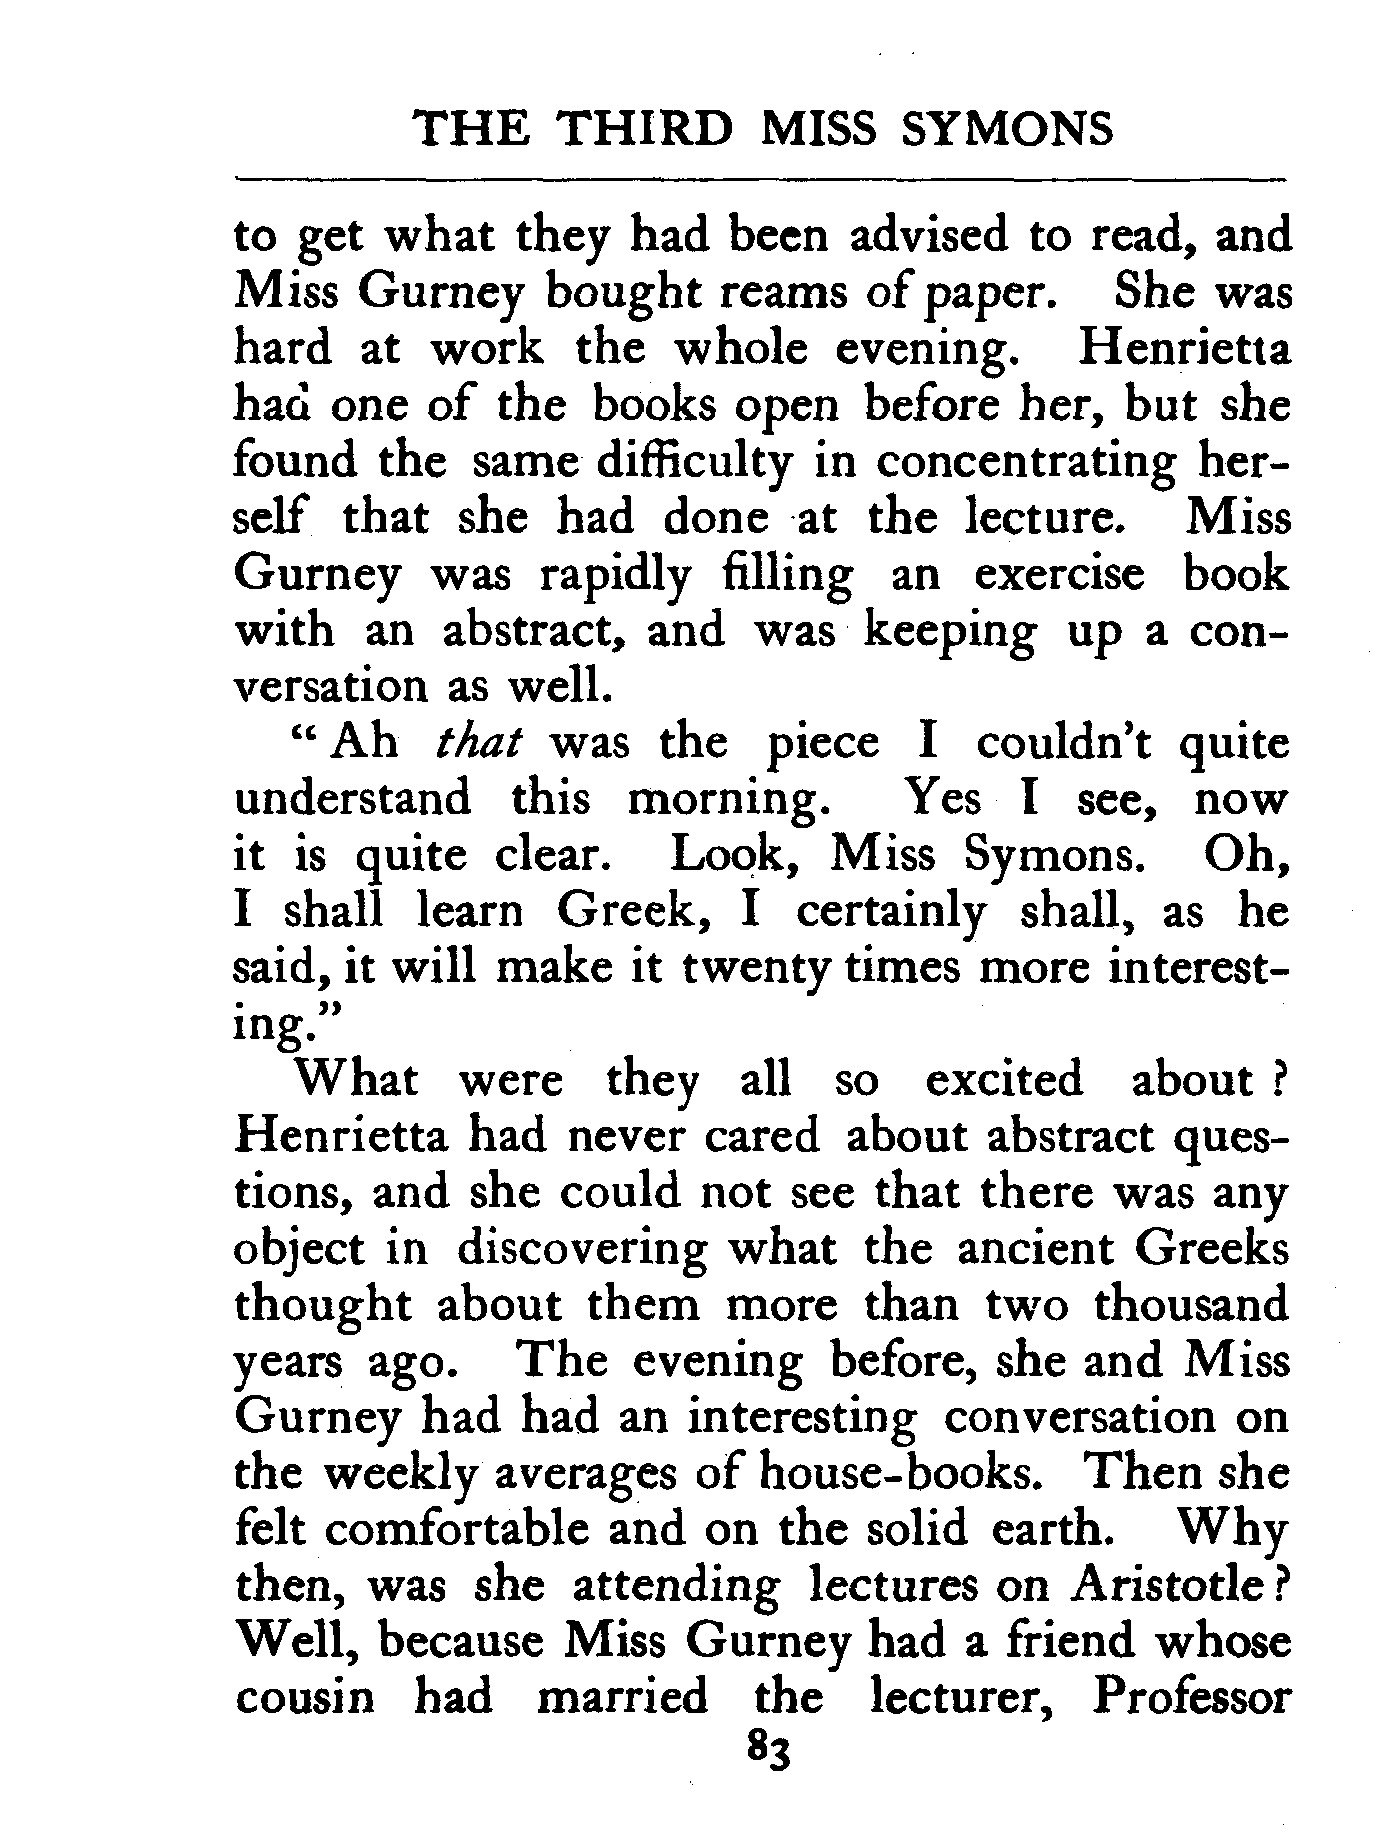 THE THIRD MISS SYMONS
to get what they had been advised to read, and
Miss Gurney bought reams of paper. She was
hard at work the whole evening. Henrietta
had one of the books open before her, but she
found the same difficulty in concentrating her-
self that she had done at the lecture. Miss
Gurney was rapidly filling an exercise book
with an abstract, and was keeping up a con-
versation as well.
“Ah that was the piece I couldn’t quite
understand this morning. Yes I see, now
it is quite clear. Look, Miss Symons. Oh,
I shall learn Greek, I certainly shall, as he
said, it will make it twenty times more interest-
ing.”
What were they all so excited about ?
Henrietta had never cared about abstract ques-
tions, and she could not see that there was any
object in discovering what the ancient Greeks
thought about them more than two thousand
years ago. The evening before, she and Miss
Gurney had had an interesting conversation on
the weekly averages of house-books. Then she
felt comfortable and on the solid earth. Why
then, was she attending lectures on Aristotle?
Well, because Miss Gurney had a friend whose
cousin had married the lecturer, Professor
83